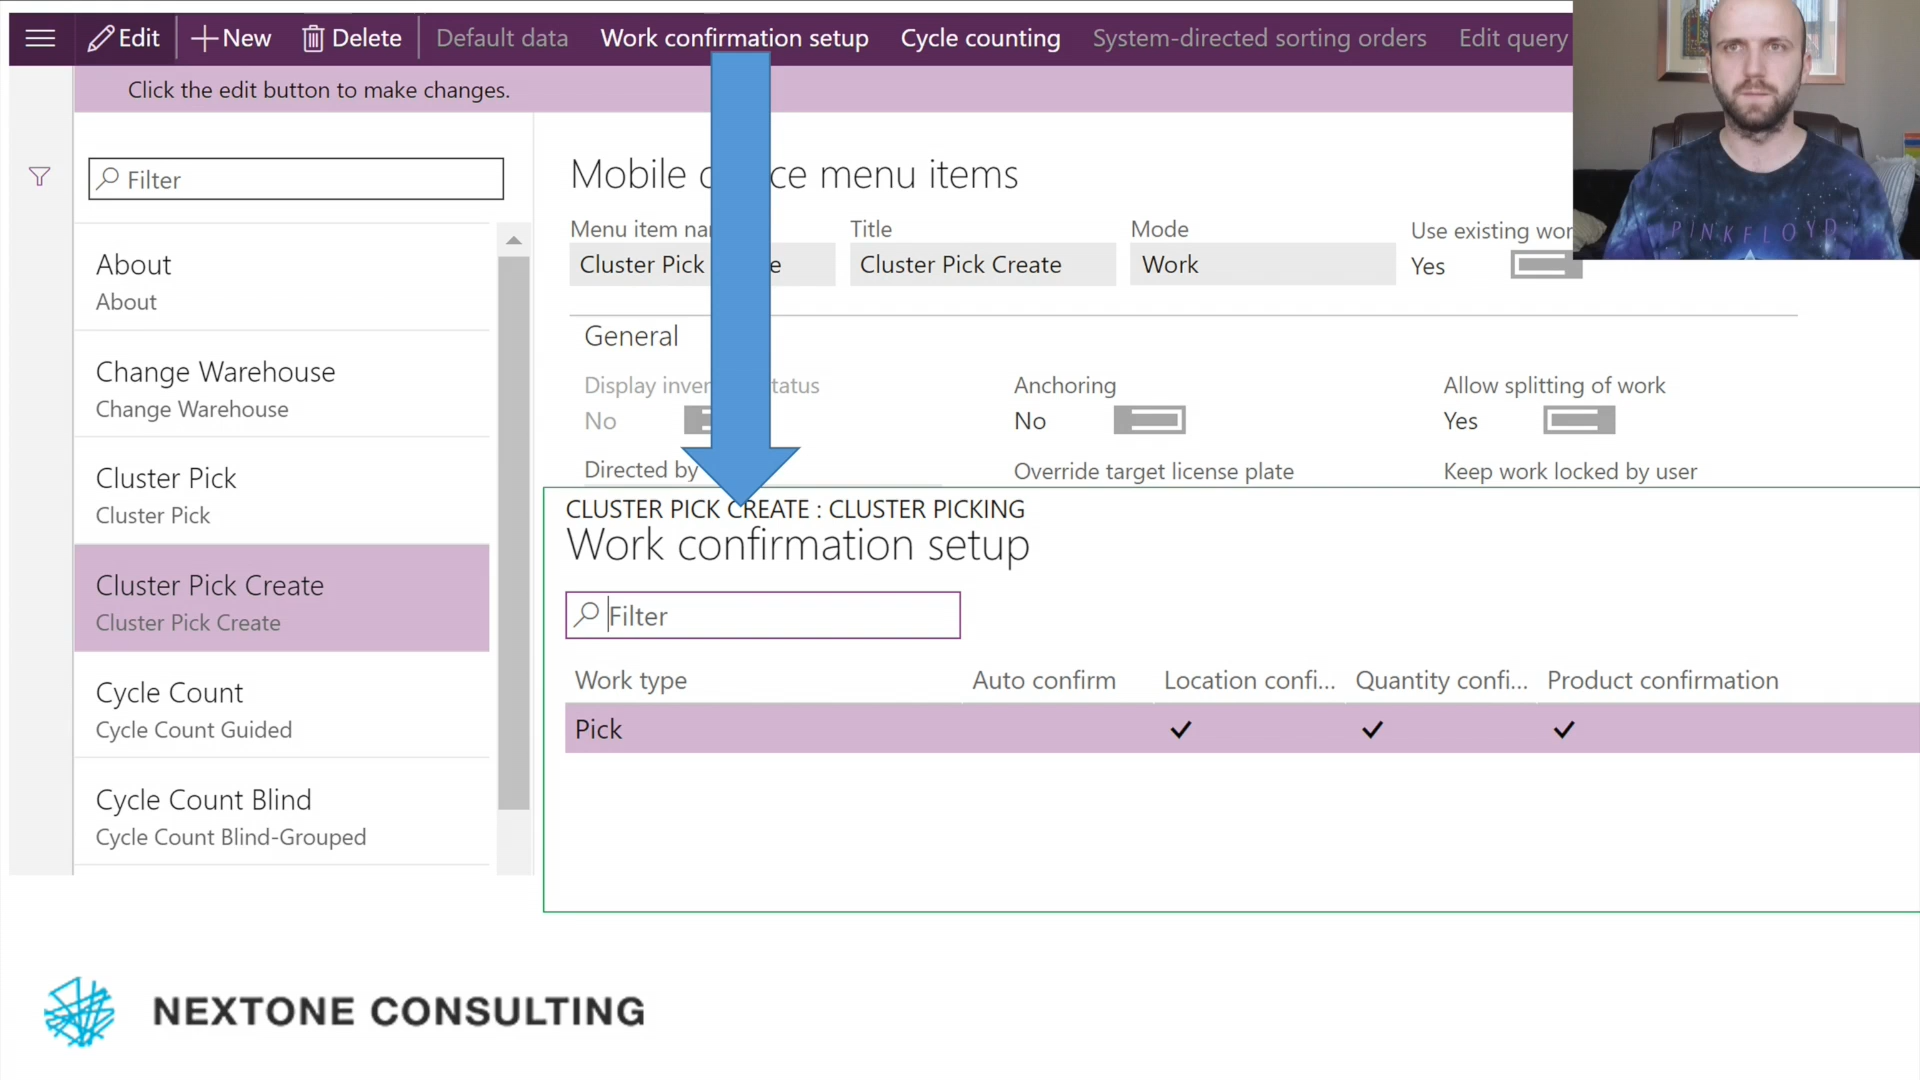 Edit
New
Delete
Default data
Work confirmation setup
Cycle counting
System-directed sorting orders
Edit query
Click the edit button to make changes.
Filter
About
About
Change Warehouse
Change Warehouse
Cluster Pick
Cluster Pick
Cluster Pick Create
Cluster Pick Create
Cycle Count
Cycle Count Guided
Cycle Count Blind
Cycle Count Blind-Grouped
Mobile ce menu items
Menu item na
Title
Mode
Use existing wor
Cluster Pick e
Cluster Pick Create
Work
Yes
General
Display inven tatus
Anchoring
Allow splitting of work
No
No
Yes
Directed by
Override target license plate
Keep work locked by user
CLUSTER PICK CREATE : CLUSTER PICKING
Work confirmation setup
Filter
Work type
Auto confirm
Location confi...
Quantity confi...
Product confirmation
Pick
PINK FLOYD
NEXTONE CONSULTING